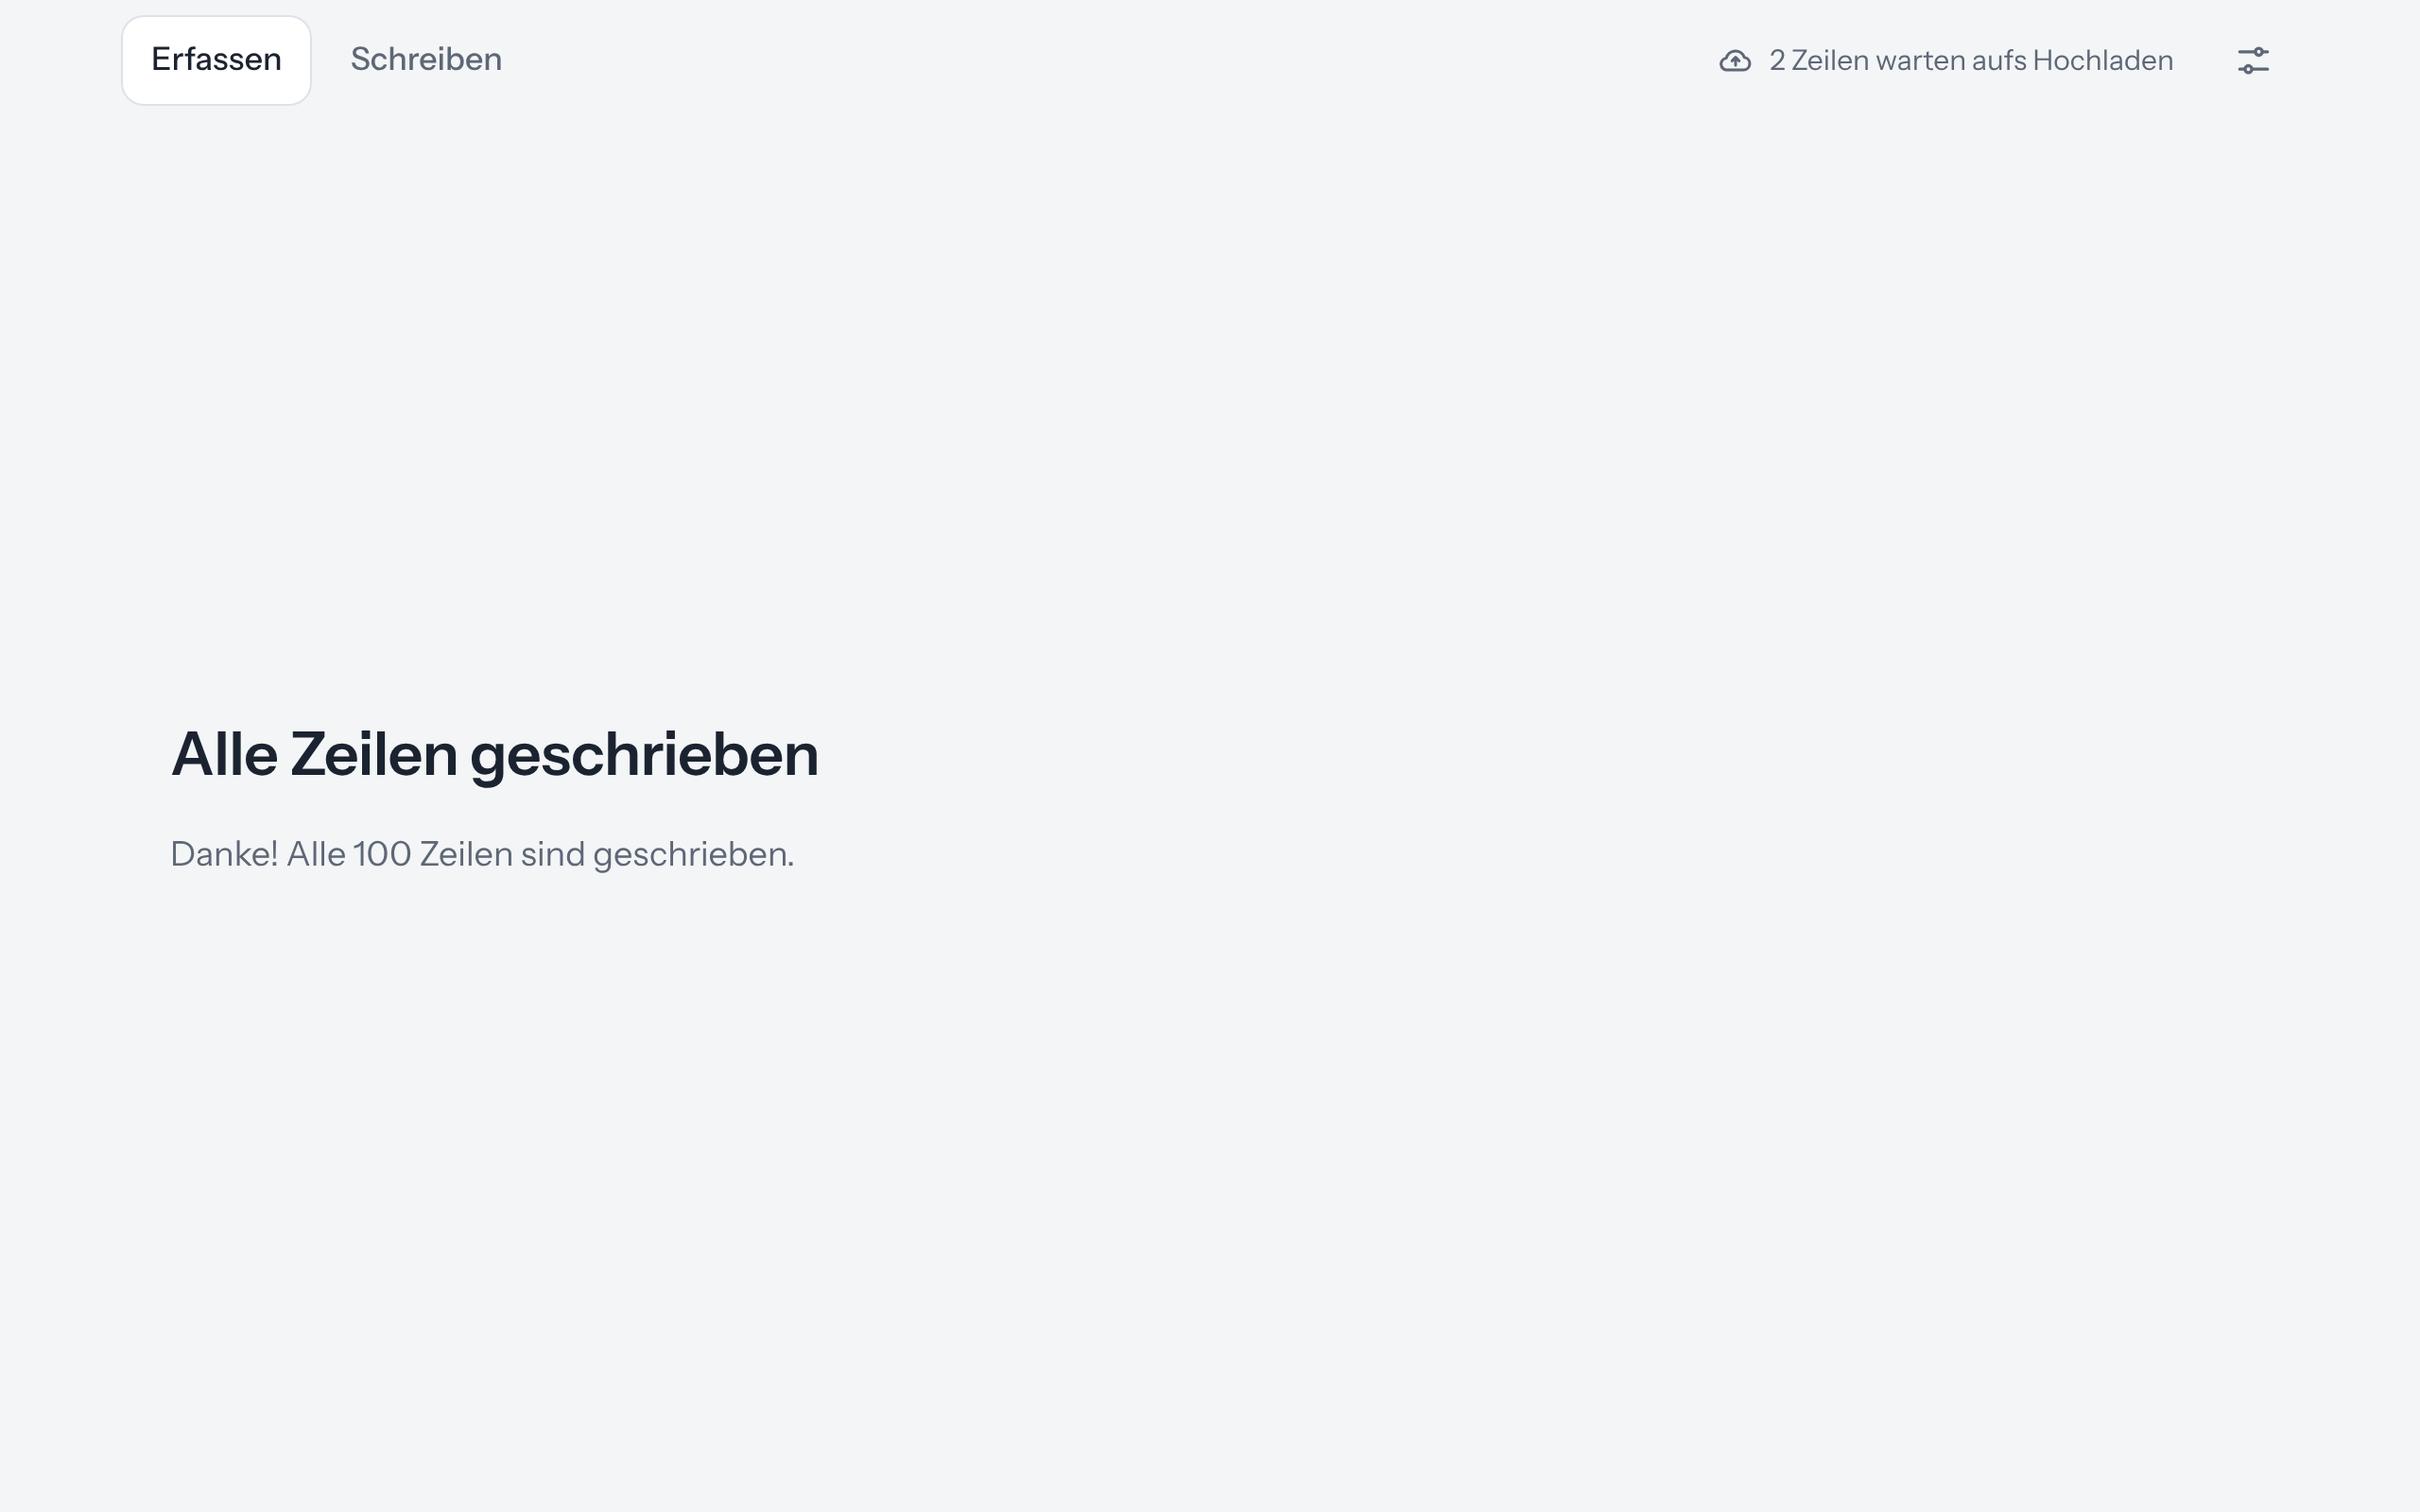 Erfassen
Schreiben
2 Zeilen warten aufs Hochladen
Alle Zeilen geschrieben
Danke! Alle 100 Zeilen sind geschrieben.